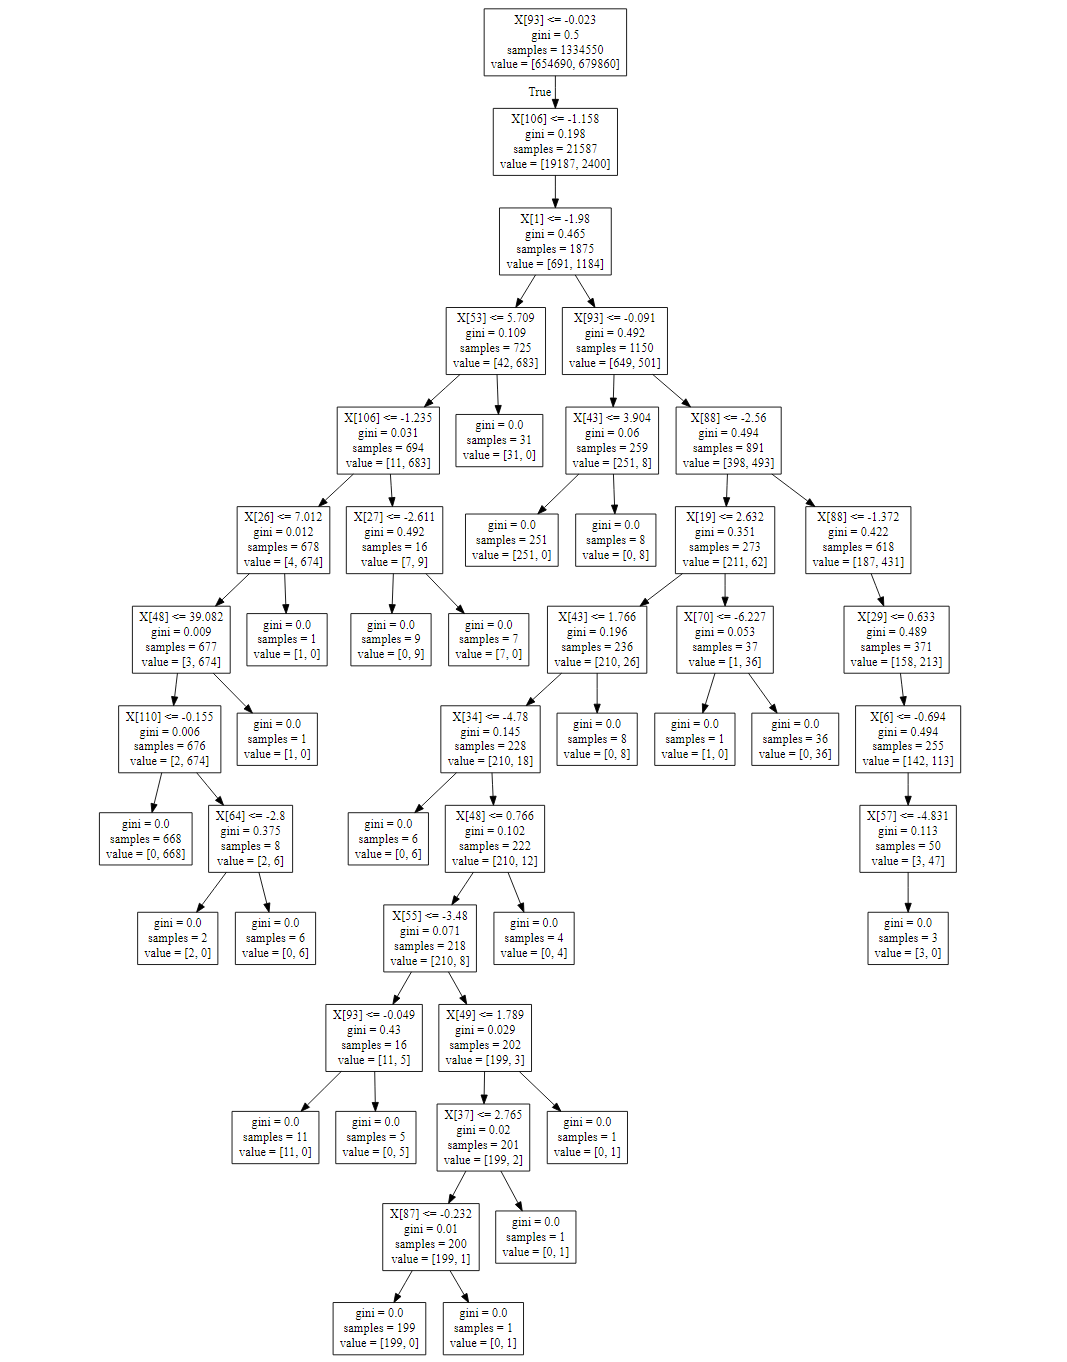 X[93] <= -0.023
gini = 0.5
samples = 1334550
value = [654690, 679860]
True
X[106] <= -1.158
gini = 0.198
samples = 21587
value = [19187, 2400]
X[1] <= -1.98
gini = 0.465
samples = 1875
value = [691, 1184]
X[53] <= 5.709
gini = 0.109
samples = 725
value = [42, 683]
X[93] <= -0.091
gini = 0.492
samples = 1150
value = [649, 501]
X[106] <= -1.235
gini = 0.031
samples = 694
value = [11, 683]
gini = 0.0
samples = 31
value = [31, 0]
X[43] <= 3.904
gini = 0.06
samples = 259
value = [251, 8]
X[88] <= -2.56
gini = 0.494
samples = 891
value = [398, 493]
X[26] <= 7.012
gini = 0.012
samples = 678
value = [4, 674]
X[27] <= -2.611
gini = 0.492
samples = 16
value = [7, 9]
gini = 0.0
samples = 251
value = [251, 0]
gini = 0.0
samples = 8
value = [0, 8]
X[19] <= 2.632
gini = 0.351
samples = 273
value = [211, 62]
X[88] <= -1.372
gini = 0.422
samples = 618
value = [187, 431]
X[48] <= 39.082
gini = 0.009
samples = 677
value = [3, 674]
gini = 0.0
samples = 1
value = [1, 0]
gini = 0.0
samples = 9
value = [0, 9]
gini = 0.0
samples = 7
value = [7, 0]
X[43] <= 1.766
gini = 0.196
samples = 236
value = [210, 26]
X[70] <= -6.227
gini = 0.053
samples = 37
value = [1, 36]
X[29] <= 0.633
gini = 0.489
samples = 371
value = [158, 213]
X[110] <= -0.155
gini = 0.006
samples = 676
value = [2, 674]
gini = 0.0
samples = 1
value = [1, 0]
X[34] <= -4.78
gini = 0.145
samples = 228
value = [210, 18]
gini = 0.0
samples = 8
value = [0, 8]
gini = 0.0
samples = 1
value = [1, 0]
gini = 0.0
samples = 36
value = [0, 36]
X[6] <= -0.694
gini = 0.494
samples = 255
value = [142, 113]
gini = 0.0
samples = 668
value = [0, 668]
X[64] <= -2.8
gini = 0.375
samples = 8
value = [2, 6]
gini = 0.0
samples = 6
value = [0, 6]
X[48] <= 0.766
gini = 0.102
samples = 222
value = [210, 12]
X[57] <= -4.831
gini = 0.113
samples = 50
value = [3, 47]
gini = 0.0
samples = 2
value = [2, 0]
gini = 0.0
samples = 6
value = [0, 6]
X[55] <= -3.48
gini = 0.071
samples = 218
value = [210, 8]
gini = 0.0
samples = 4
value = [0, 4]
gini = 0.0
samples = 3
value = [3, 0]
X[93] <= -0.049
gini = 0.43
samples = 16
value = [11, 5]
X[49] <= 1.789
gini = 0.029
samples = 202
value = [199, 3]
gini = 0.0
samples = 11
value = [11, 0]
gini = 0.0
samples = 5
value = [0, 5]
X[37] <= 2.765
gini = 0.02
samples = 201
value = [199, 2]
gini = 0.0
samples = 1
value = [0, 1]
X[87] <= -0.232
gini = 0.01
samples = 200
value = [199, 1]
gini = 0.0
samples = 1
value = [0, 1]
gini = 0.0
samples = 199
value = [199, 0]
gini = 0.0
samples = 1
value = [0, 1]